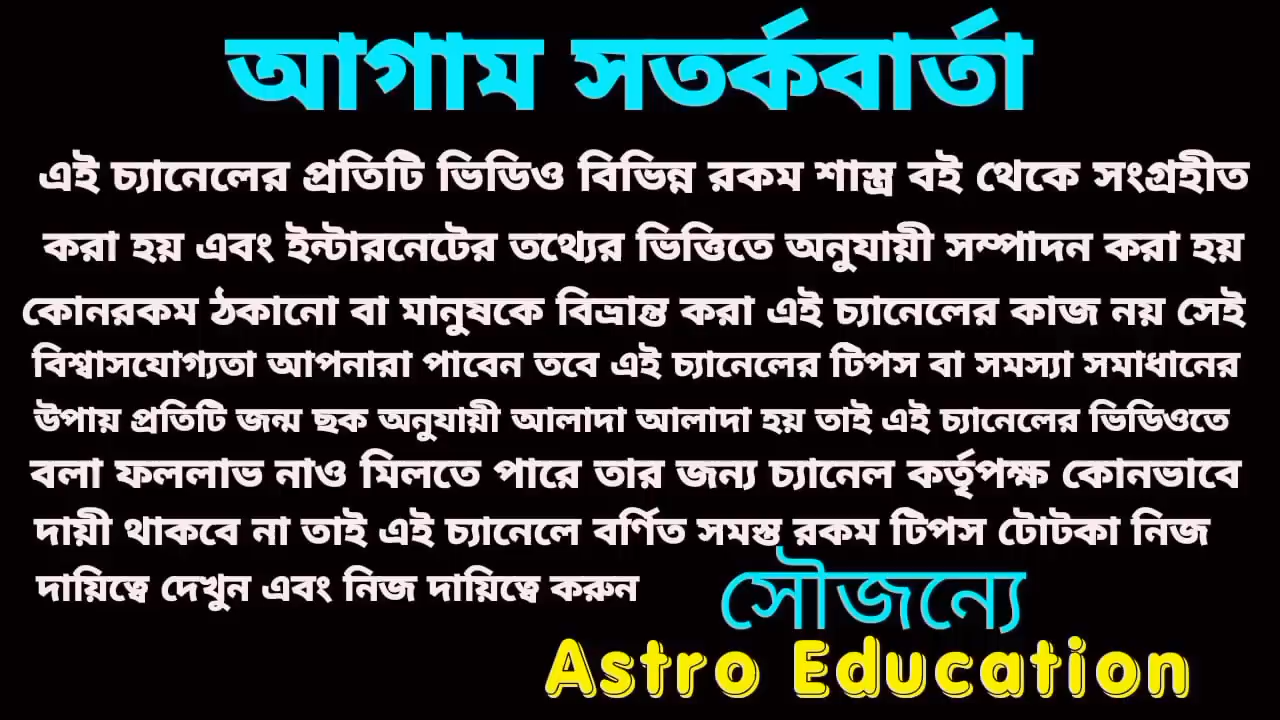 আগাম সতর্কবার্তা
এই চ্যানেলের প্রতিটি ভিডিও বিভিন্ন রকম শাস্ত্র বই থেকে সংগ্রহীত
করা হয় এবং ইন্টারনেটের তথ্যের ভিত্তিতে অনুযায়ী সম্পাদন করা হয়
কোনরকম ঠকানো বা মানুষকে বিভ্রান্ত করা এই চ্যানেলের কাজ নয় সেই
বিশ্বাসযোগ্যতা আপনারা পাবেন তবে এই চ্যানেলের টিপস বা সমস্যা সমাধানের
উপায় প্রতিটি জন্ম ছক অনুযায়ী আলাদা আলাদা হয় তাই এই চ্যানেলের ভিডিওতে
বলা ফললাভ নাও মিলতে পারে তার জন্য চ্যানেল কর্তৃপক্ষ কোনভাবে
দায়ী থাকবে না তাই এই চ্যানেলে বর্ণিত সমস্ত রকম টিপস টোটকা নিজ
দায়িত্বে দেখুন এবং নিজ দায়িত্বে করুন
সৌজন্যে
Astro Education